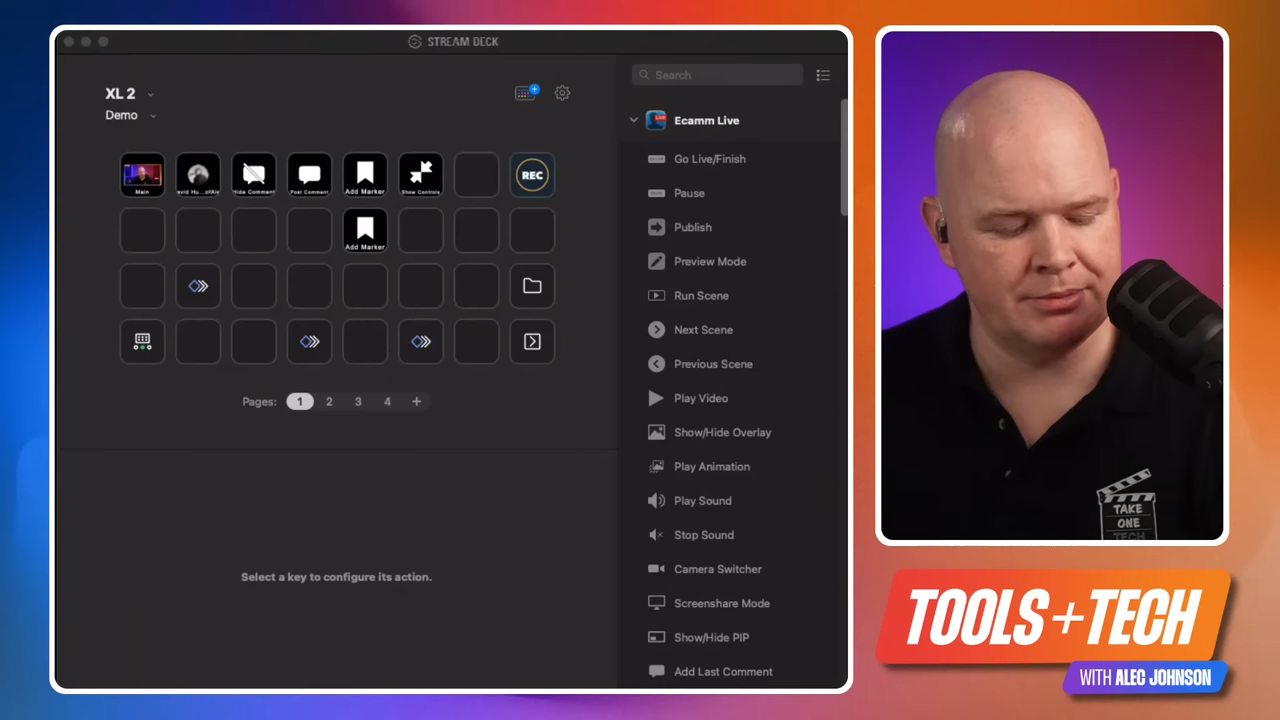 STREAM DECK
XL 2
Demo
Search
Ecamm Live
Go Live/Finish
Pause
Publish
Preview Mode
Run Scene
Next Scene
Previous Scene
Play Video
Show/Hide Overlay
Play Animation
Play Sound
Stop Sound
Camera Switcher
Screenshare Mode
Show/Hide PIP
Add Last Comment
Main
Hide Comment
Post Comment
Add Marker
Show Controls
REC
Add Marker
Pages: 1 2 3 4 +
Select a key to configure its action.
TAKE
ONE
TECH
TOOLS+TECH
WITH ALEC JOHNSON